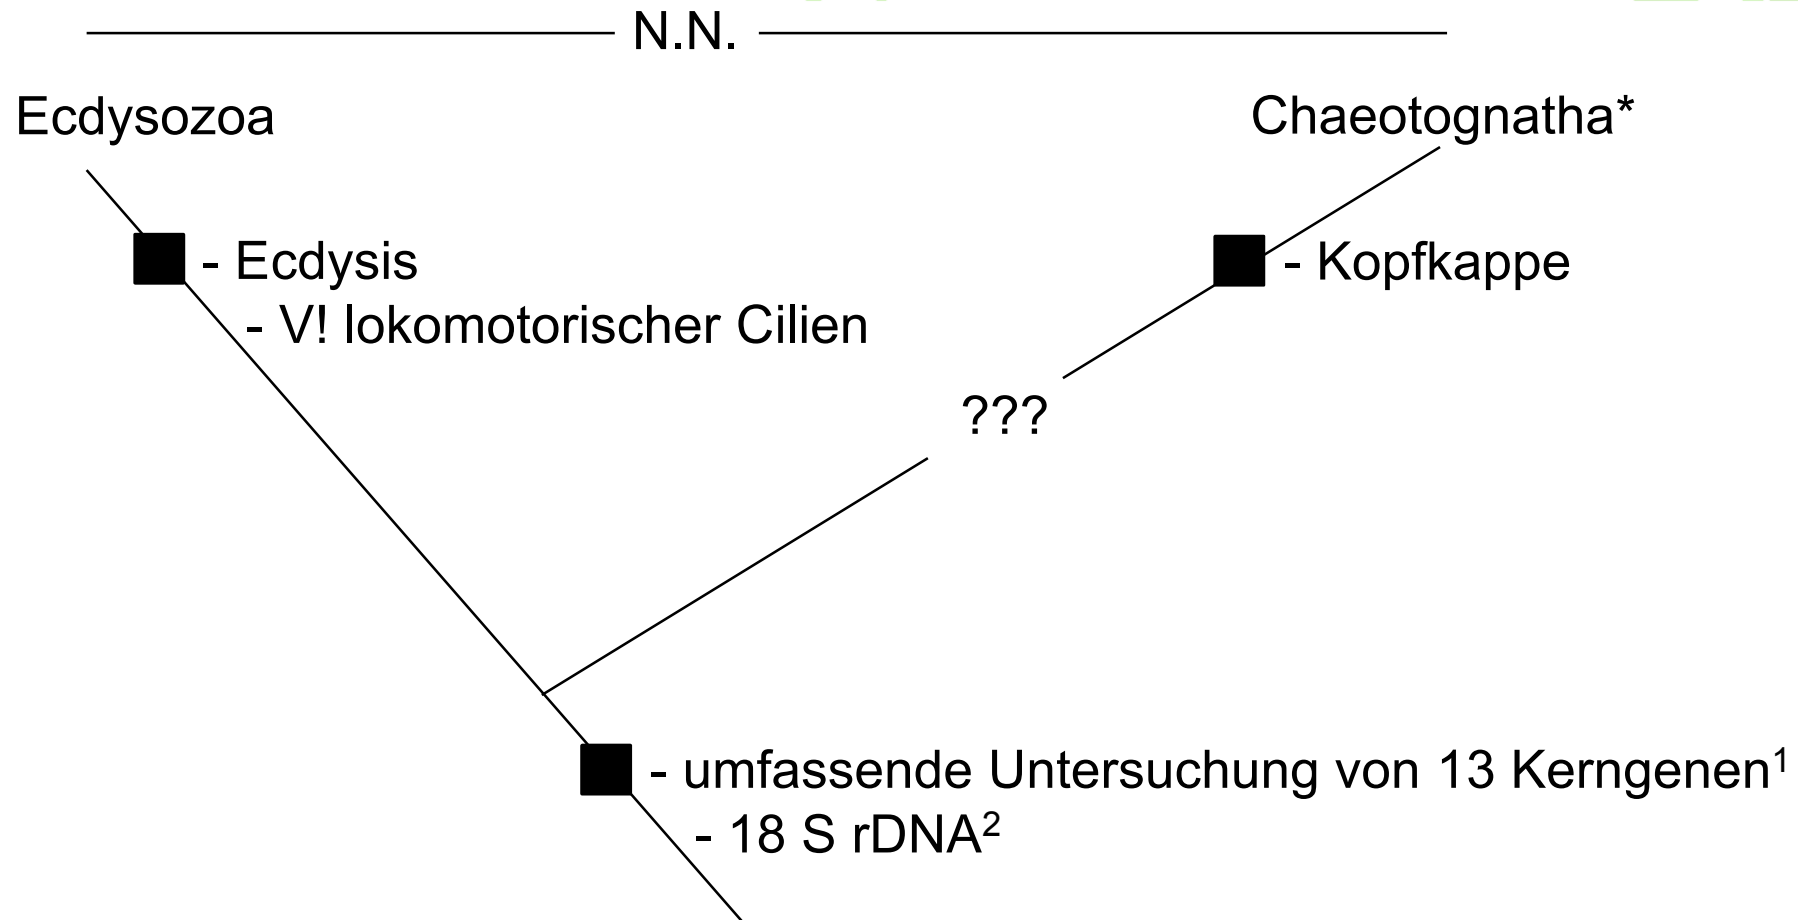 N.N.
Ecdysozoa
Chaeotognatha*
- Ecdysis
- V! lokomotorischer Cilien
- Kopfkappe
???
- umfassende Untersuchung von 13 Kerngenen¹
- 18 S rDNA²